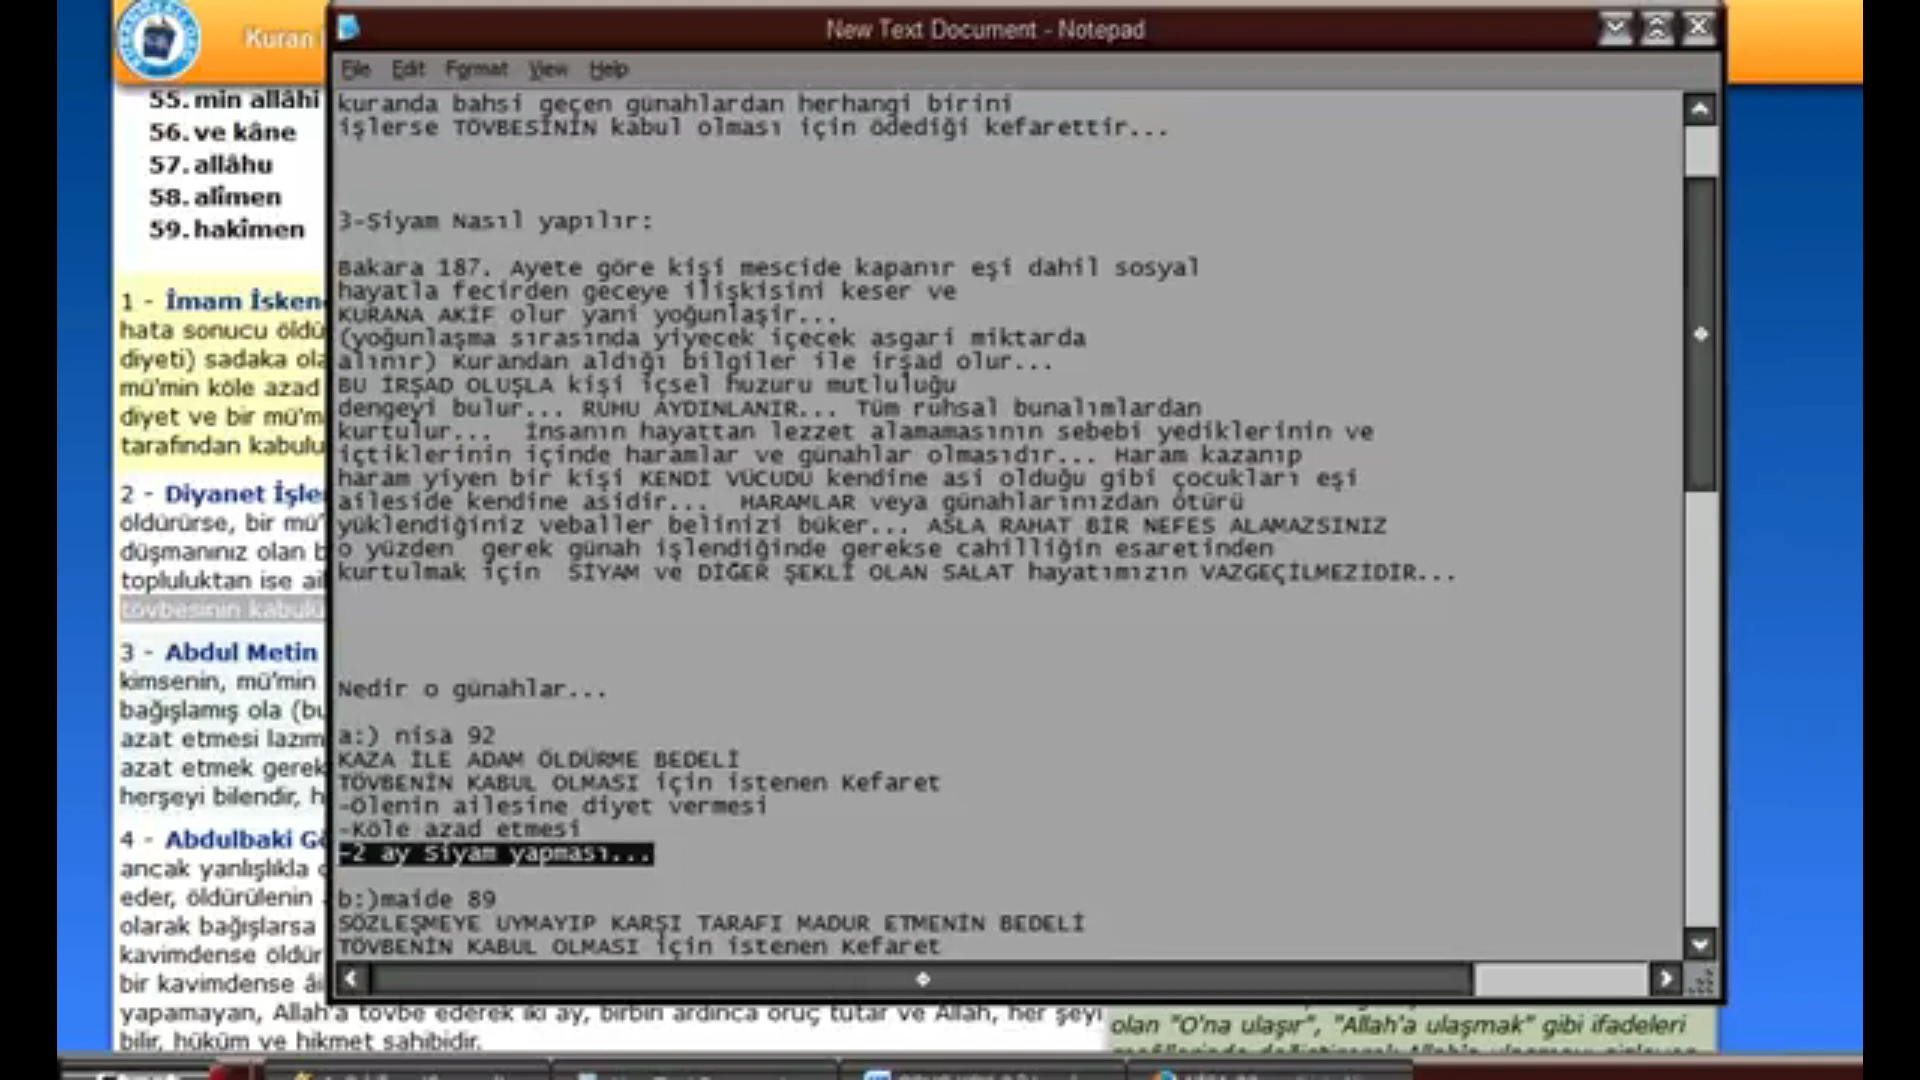 Kuran
New Text Document - Notepad
File Edit Format View Help
55. min allâhi
56. ve kâne
57. allâhu
58. alîmen
59. hakîmen
1 - İmam İsken
hata sonucu öldü
diyeti) sadaka ola
mü'min köle azad
diyet ve bir mü'm
tarafından kabulu
2 - Diyanet İşle
öldürürse, bir mü'
düşmanınız olan b
topluluktan ise ail
tövbesinin kabulü
3 - Abdul Metin
kimsenin, mü'min
bağışlamış ola (bu
azat etmesi lazım
azat etmek gerek
herşeyi bilendir, h
4 - Abdulbaki Gö
ancak yanlışlıkla
eder, öldürülenin
olarak bağışlarsa
kavimdense öldür
bir kavimdense âi
yapamayan, Allah'a tövbe ederek iki ay, birbiri ardınca oruç tutar ve Allah, her şeyi
bilir, hüküm ve hikmet sahibidir.
kuranda bahsi geçen günahlardan herhangi birini
işlerse TÖVBESİNİN kabul olması için ödediği kefarettir...
3-Siyam Nasıl yapılır:
Bakara 187. Ayete göre kişi mescide kapanır eşi dahil sosyal
hayatla fecirden geceye ilişkisini keser ve
KURANA AKİF olur yani yoğunlaşir...
(yoğunlaşma sırasında yiyecek içecek asgari miktarda
alınır) Kurandan aldığı bilgiler ile irşad olur...
BU İRŞAD OLUŞLA kişi içsel huzuru mutluluğu
dengeyi bulur... RUHU AYDINLANIR... Tüm ruhsal bunalımlardan
kurtulur... İnsanın hayattan lezzet alamamasının sebebi yediklerinin ve
içtiklerinin içinde haramlar ve günahlar olmasıdır... Haram kazanıp
haram yiyen bir kişi KENDİ VÜCUDU kendine asi olduğu gibi çocukları eşi
aileside kendine asidir... HARAMLAR veya günahlarınızdan ötürü
yüklendiğiniz veballer belinizi büker... ASLA RAHAT BİR NEFES ALAMAZSINIZ
o yüzden gerek günah işlendiğinde gerekse cahilliğin esaretinden
kurtulmak için SİYAM ve DİĞER ŞEKLİ OLAN SALAT hayatımızın VAZGEÇİLMEZİDİR...
Nedir o günahlar...
a:) nisa 92
KAZA İLE ADAM ÖLDÜRME BEDELİ
TÖVBENİN KABUL OLMASI için istenen Kefaret
-Ölenin ailesine diyet vermesi
-Köle azad etmesi
-2 ay Siyam yapması...
b:)maide 89
SÖZLEŞMEYE UYMAYIP KARŞI TARAFI MADUR ETMENİN BEDELİ
TÖVBENİN KABUL OLMASI için istenen Kefaret
olan "O'na ulaşır", "Allah'a ulaşmak" gibi ifadeleri